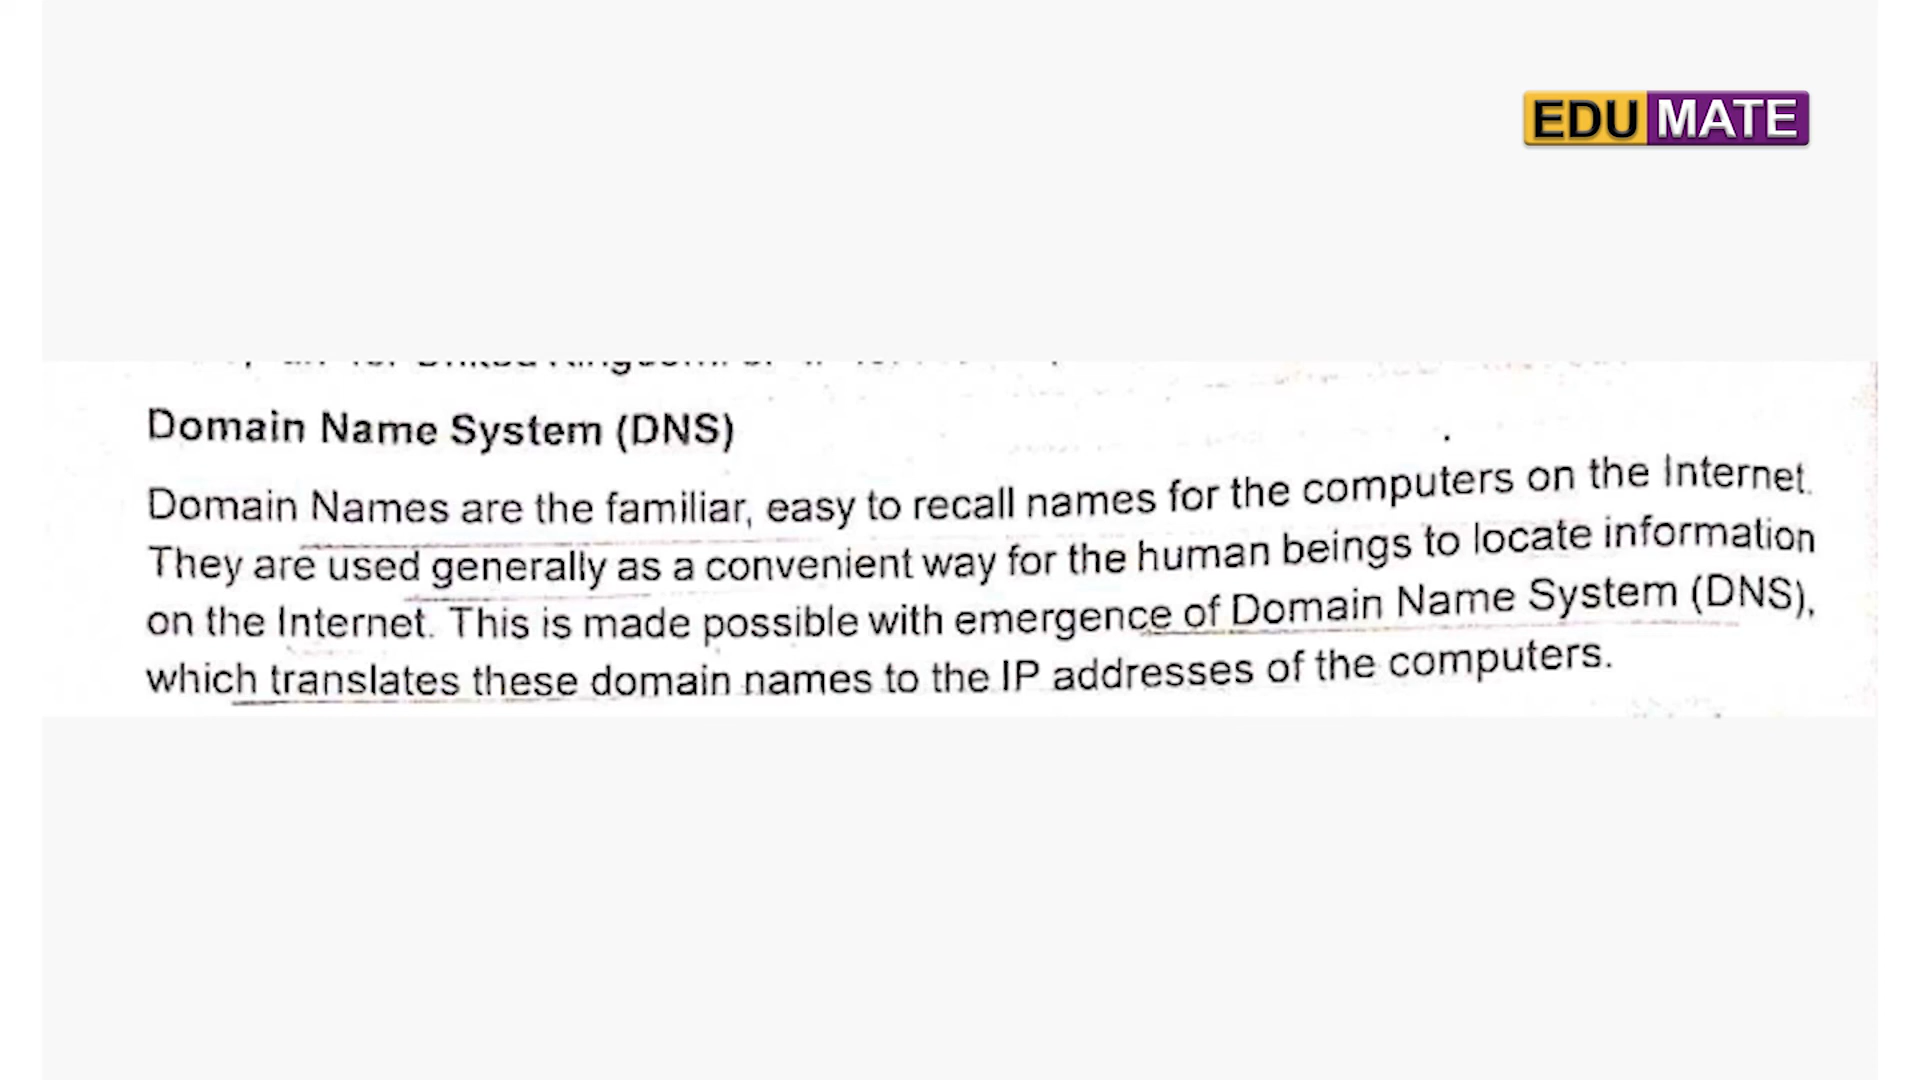 EDUMATE
Domain Name System (DNS)
Domain Names are the familiar, easy to recall names for the computers on the Internet.
They are used generally as a convenient way for the human beings to locate information
on the Internet. This is made possible with emergence of Domain Name System (DNS),
which translates these domain names to the IP addresses of the computers.